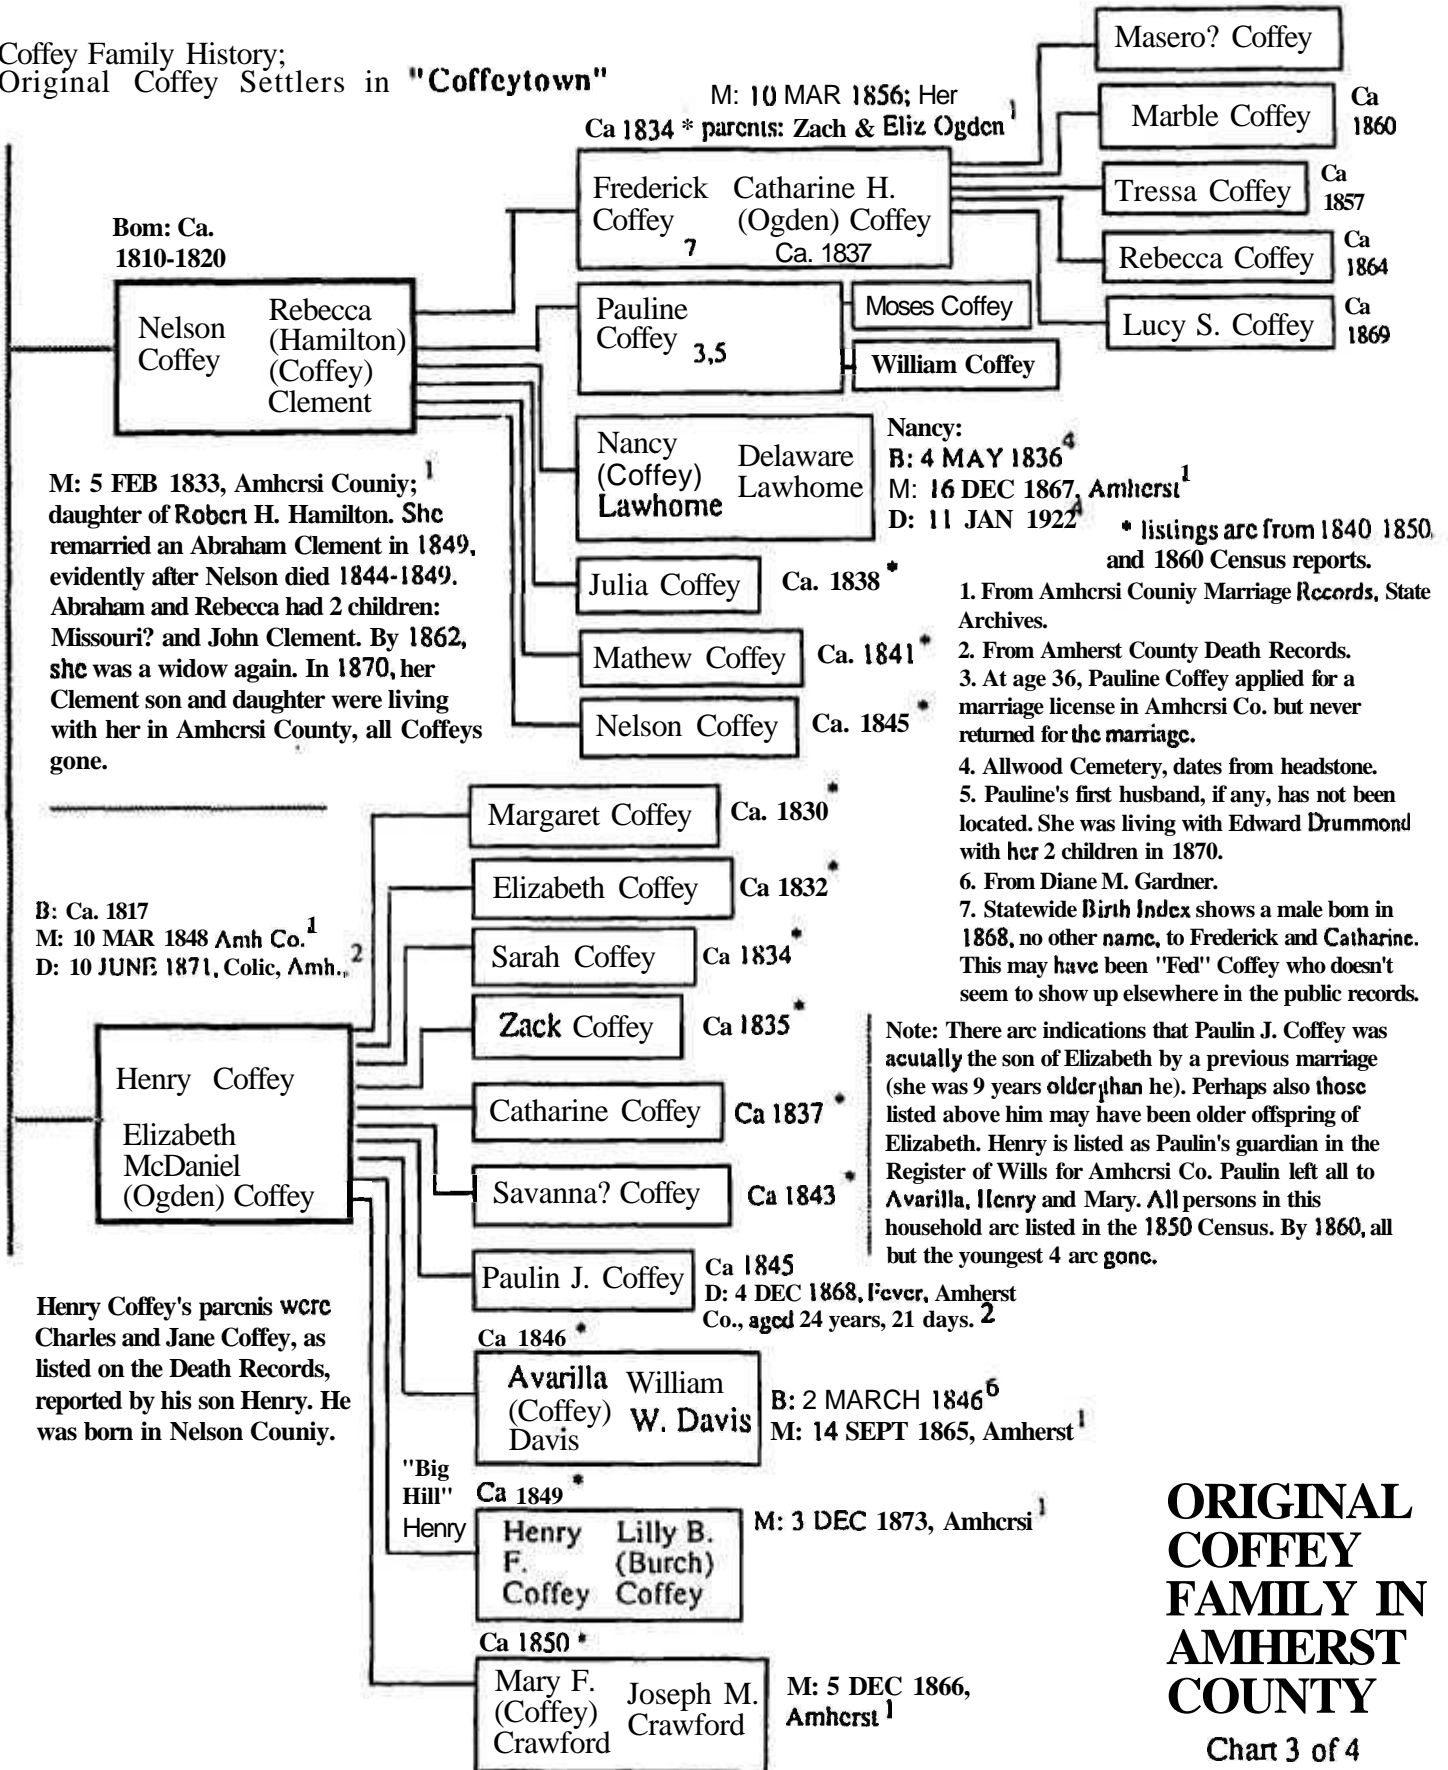 Coffey Family History;
Original Coffey Settlers in "Coffeytown"
M: 10 MAR 1856; Her
Ca 1834 * parents: Zach & Eliz Ogden 1
Frederick Catharine H.
Coffey (Ogden) Coffey
7 Ca. 1837
Masero? Coffey
Marble Coffey
Ca
1860
Tressa Coffey
Ca
1857
Rebecca Coffey
Ca
1864
Lucy S. Coffey
Ca
1869
Bom: Ca.
1810-1820
Nelson
Coffey
Rebecca
(Hamilton)
(Coffey)
Clement
Pauline
Coffey 3,5
Moses Coffey
William Coffey
Nancy
(Coffey)
Lawhome
Delaware
Lawhome
Nancy:
B: 4 MAY 1836 4
M: 16 DEC 1867, Amherst 1
D: 11 JAN 1922 4
Julia Coffey
Ca. 1838 *
Mathew Coffey
Ca. 1841 *
Nelson Coffey
Ca. 1845 *
M: 5 FEB 1833, Amhcrsi Couniy; 1
daughter of Robert H. Hamilton. She
remarried an Abraham Clement in 1849,
evidently after Nelson died 1844-1849.
Abraham and Rebecca had 2 children:
Missouri? and John Clement. By 1862,
she was a widow again. In 1870, her
Clement son and daughter were living
with her in Amhcrsi County, all Coffeys
gone.
* listings are from 1840 1850,
and 1860 Census reports.
1. From Amhcrsi Couniy Marriage Records, State
Archives.
2. From Amherst County Death Records.
3. At age 36, Pauline Coffey applied for a
marriage license in Amhcrsi Co. but never
returned for the marriage.
4. Allwood Cemetery, dates from headstone.
5. Pauline's first husband, if any, has not been
located. She was living with Edward Drummond
with her 2 children in 1870.
6. From Diane M. Gardner.
7. Statewide Birth Index shows a male bom in
1868, no other name, to Frederick and Catharine.
This may have been "Fed" Coffey who doesn't
seem to show up elsewhere in the public records.
B: Ca. 1817
M: 10 MAR 1848 Amh Co. 1
D: 10 JUNE 1871, Colic, Amh., 2
Henry Coffey
Elizabeth
McDaniel
(Ogden) Coffey
Margaret Coffey
Ca. 1830 *
Elizabeth Coffey
Ca 1832 *
Sarah Coffey
Ca 1834 *
Zack Coffey
Ca 1835 *
Catharine Coffey
Ca 1837 *
Savanna? Coffey
Ca 1843 *
Paulin J. Coffey
Ca 1845
D: 4 DEC 1868, Fever, Amherst
Co., aged 24 years, 21 days. 2
Note: There arc indications that Paulin J. Coffey was
acutally the son of Elizabeth by a previous marriage
(she was 9 years older than he). Perhaps also those
listed above him may have been older offspring of
Elizabeth. Henry is listed as Paulin's guardian in the
Register of Wills for Amhcrsi Co. Paulin left all to
Avarilla, Henry and Mary. All persons in this
household arc listed in the 1850 Census. By 1860, all
but the youngest 4 arc gone.
Henry Coffey's parcnis were
Charles and Jane Coffey, as
listed on the Death Records,
reported by his son Henry. He
was born in Nelson Couniy.
Ca 1846 *
Avarilla William
(Coffey) W. Davis
Davis
B: 2 MARCH 1846 6
M: 14 SEPT 1865, Amherst 1
"Big
Hill"
Henry
Ca 1849 *
Henry Lilly B.
F. (Burch)
Coffey Coffey
M: 3 DEC 1873, Amhcrsi 1
Ca 1850 *
Mary F.
(Coffey)
Crawford
Joseph M.
Crawford
M: 5 DEC 1866,
Amherst 1
ORIGINAL
COFFEY
FAMILY IN
AMHERST
COUNTY
Chart 3 of 4